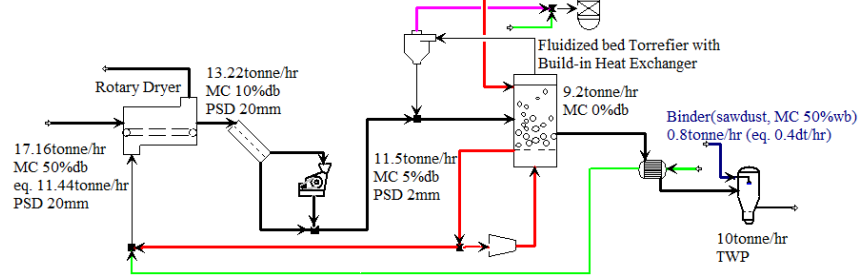 Fluidized bed Torrefier with
Build-in Heat Exchanger
Rotary Dryer
13.22tonne/hr
MC 10%db
PSD 20mm
9.2tonne/hr
MC 0%db
Binder(sawdust, MC 50%wb)
0.8tonne/hr (eq. 0.4dt/hr)
17.16tonne/hr
MC 50%db
eq. 11.44tonne/hr
PSD 20mm
11.5tonne/hr
MC 5%db
PSD 2mm
10tonne/hr
TWP